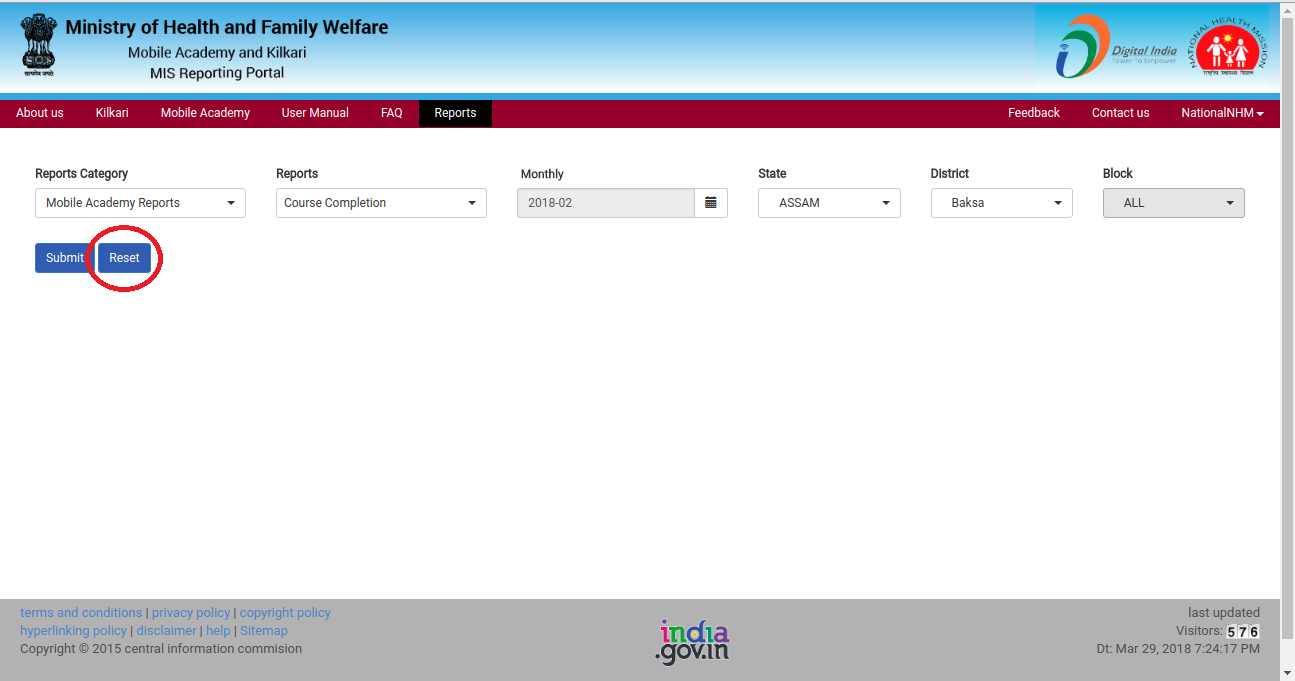 Ministry of Health and Family Welfare
Mobile Academy and Kilkari
MIS Reporting Portal
सत्यमेव जयते
Digital India
Power To Empower
NATIONAL HEALTH MISSION
राष्ट्रीय स्वास्थ्य मिशन
About us Kilkari Mobile Academy User Manual FAQ Reports Feedback Contact us NationalNHM
Reports Category Reports Monthly State District Block
Mobile Academy Reports Course Completion 2018-02 ASSAM Baksa ALL
Submit Reset
terms and conditions | privacy policy | copyright policy
hyperlinking policy | disclaimer | help | Sitemap
Copyright © 2015 central information commision
india
.gov.in
last updated
Visitors: 576
Dt: Mar 29, 2018 7:24:17 PM